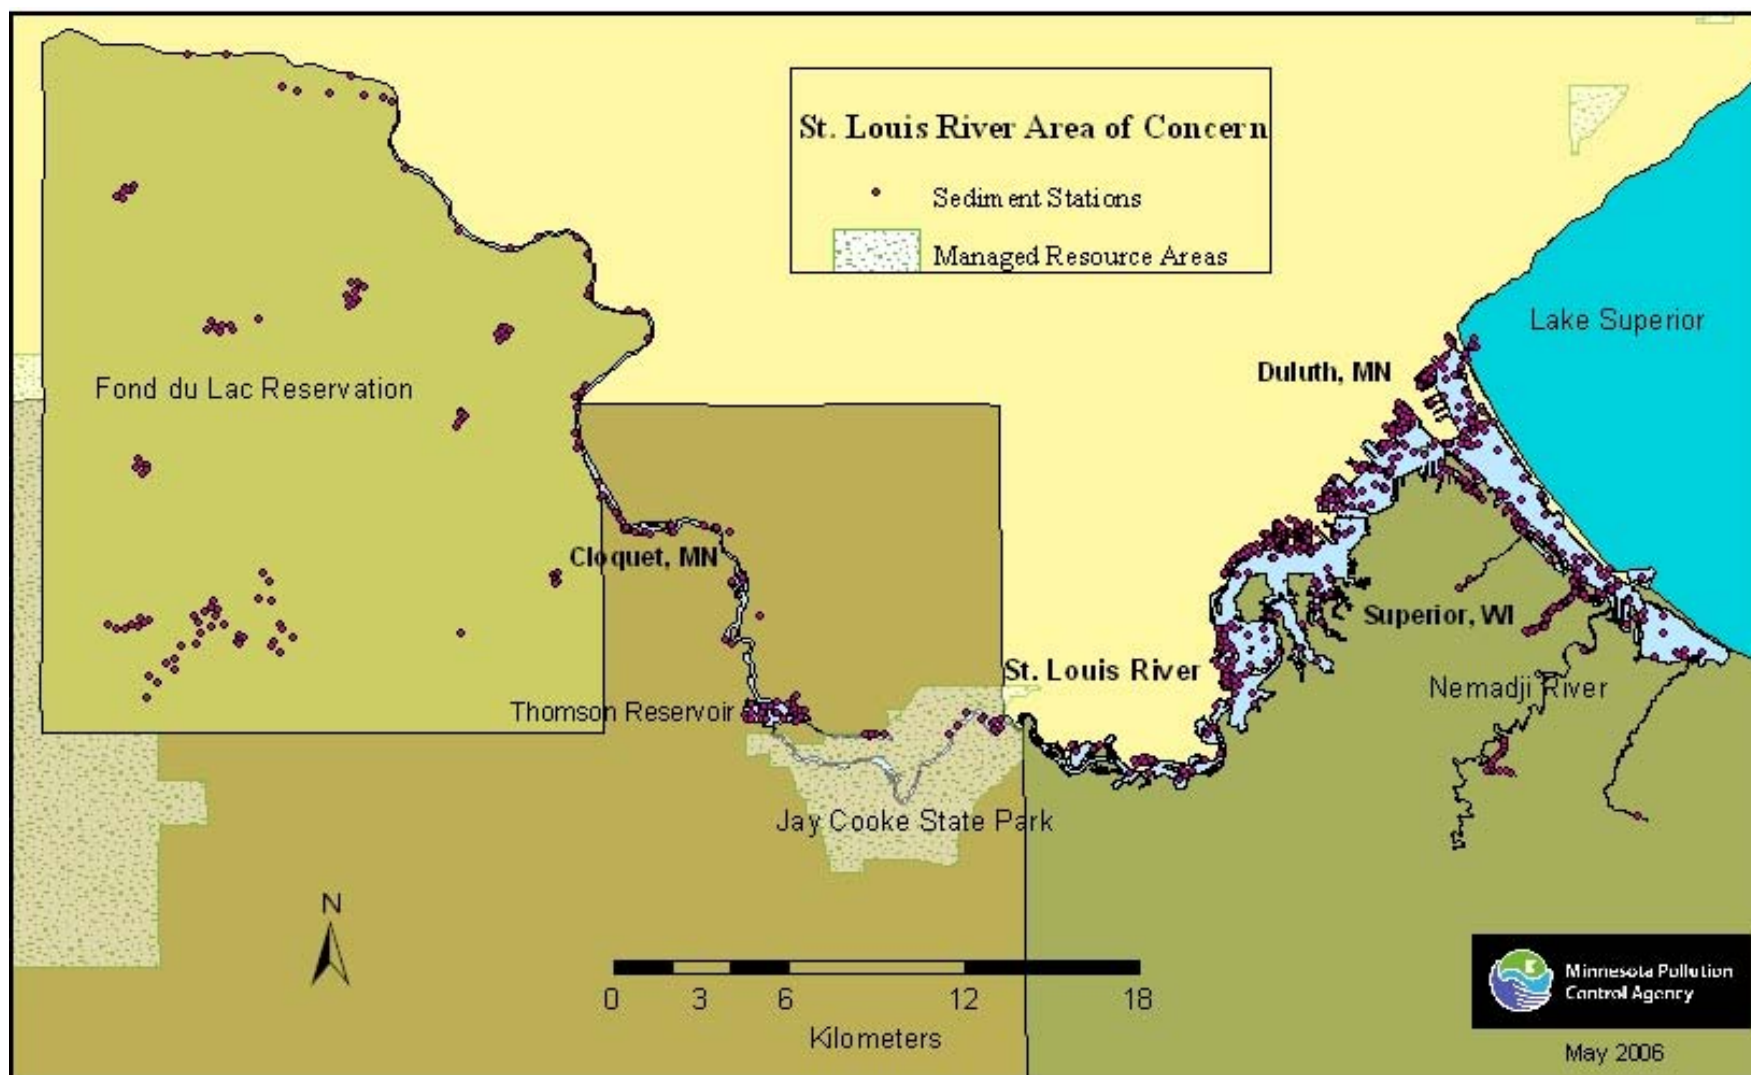 St. Louis River Area of Concern
Sediment Stations
Managed Resource Areas
Lake Superior
Duluth, MN
Fond du Lac Reservation
Cloquet, MN
Superior, WI
St. Louis River
Nemadji River
Thomson Reservoir
Jay Cooke State Park
N
0 3 6 12 18
Kilometers
Minnesota Pollution
Control Agency
May 2006